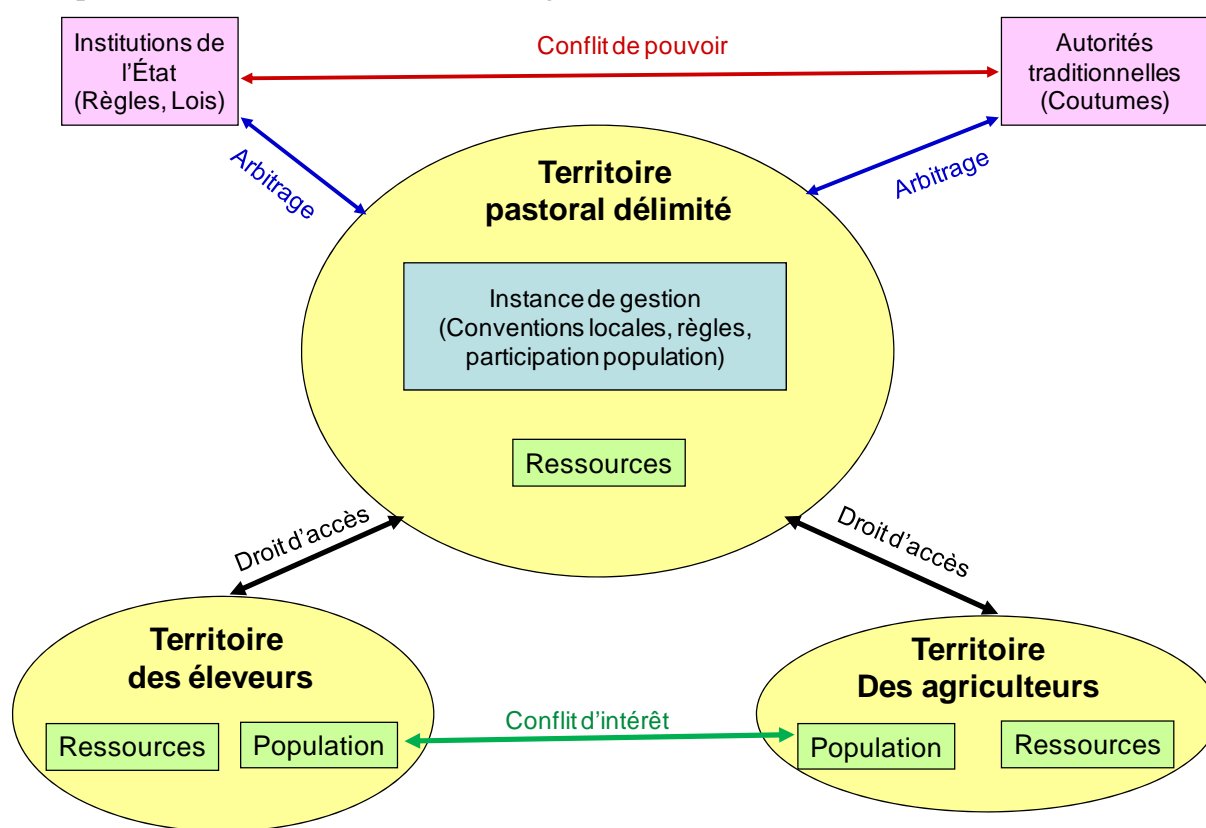 Institutions de
l'État
(Règles, Lois)
Conflit de pouvoir
Autorités
traditionnelles
(Coutumes)
Arbitrage
Arbitrage
Territoire
pastoral délimité
Instance de gestion
(Conventions locales, règles,
participation population)
Ressources
Droit d'accès
Droit d'accès
Territoire
des éleveurs
Ressources
Population
Conflit d'intérêt
Territoire
Des agriculteurs
Population
Ressources